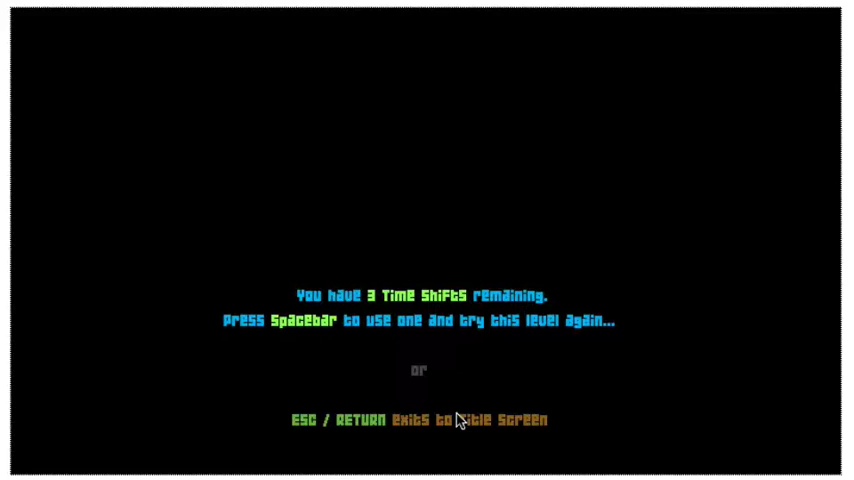 You have 3 Time Shifts remaining.
Press Spacebar to use one and try this level again...
or
ESC / RETURN exits to Title Screen